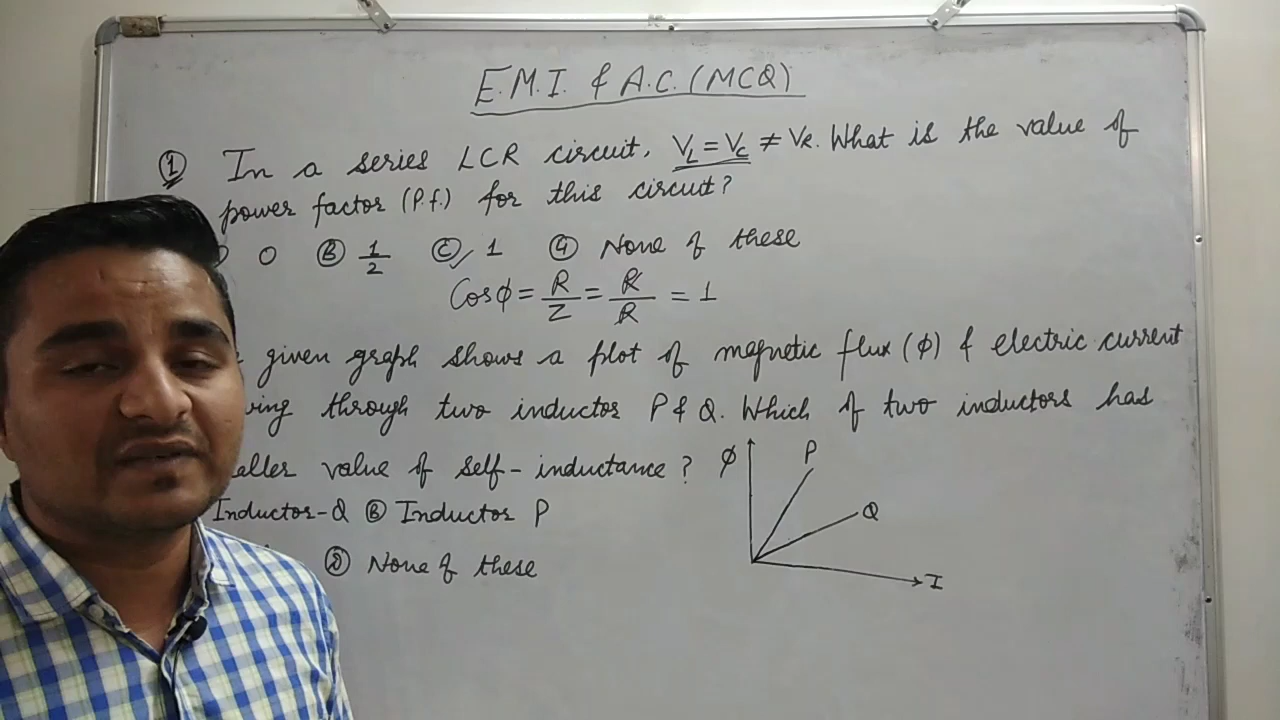 E.M.I. & A.C. (MCQ)
① In a series LCR circuit, VL = VC ≠ VR. What is the value of
power factor (P.f.) for this circuit?
0 Ⓑ 1/2 Ⓒ 1 ④ None of these
Cosϕ = R/Z = R/R = 1
given graph shows a plot of magnetic flux (ϕ) & electric current
through two inductor P & Q. Which of two inductors has
value of self-inductance?
Inductor-Q Ⓑ Inductor P
Ⓓ None of these
ϕ
P
Q
I